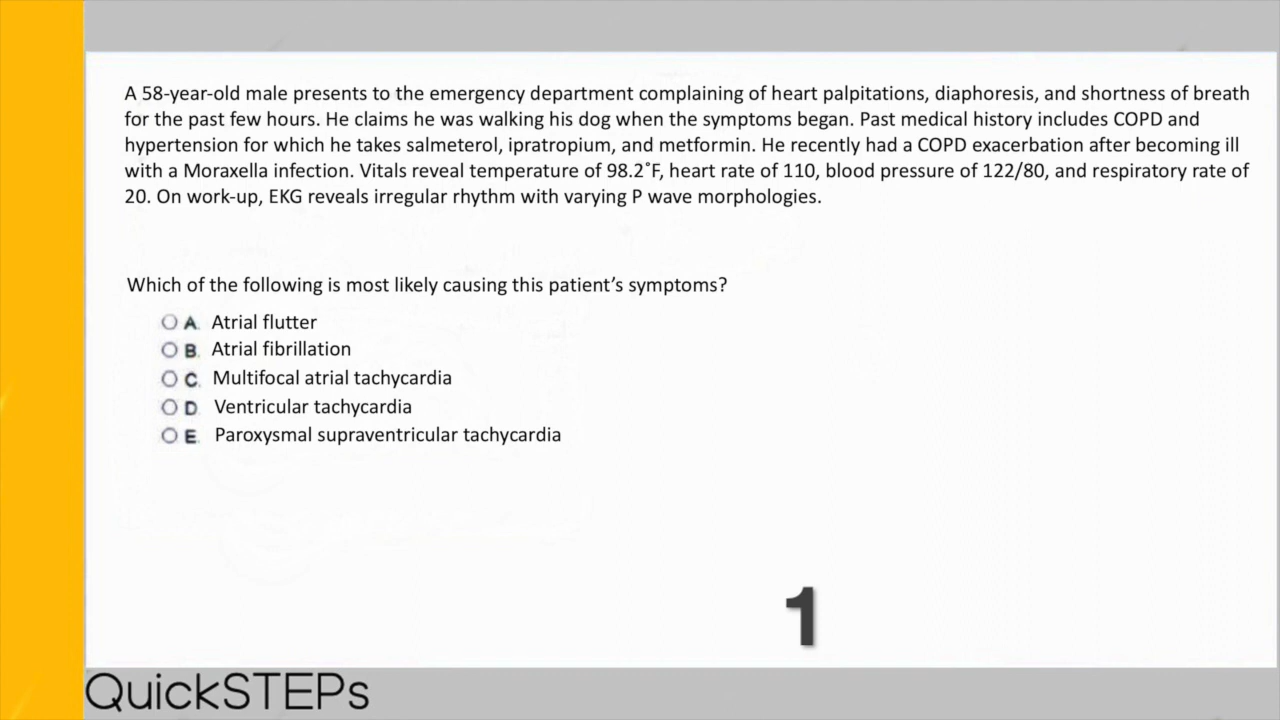 A 58-year-old male presents to the emergency department complaining of heart palpitations, diaphoresis, and shortness of breath
for the past few hours. He claims he was walking his dog when the symptoms began. Past medical history includes COPD and
hypertension for which he takes salmeterol, ipratropium, and metformin. He recently had a COPD exacerbation after becoming ill
with a Moraxella infection. Vitals reveal temperature of 98.2˚F, heart rate of 110, blood pressure of 122/80, and respiratory rate of
20. On work-up, EKG reveals irregular rhythm with varying P wave morphologies.
Which of the following is most likely causing this patient’s symptoms?
A. Atrial flutter
B. Atrial fibrillation
C. Multifocal atrial tachycardia
D. Ventricular tachycardia
E. Paroxysmal supraventricular tachycardia
1
QuickSTEPs